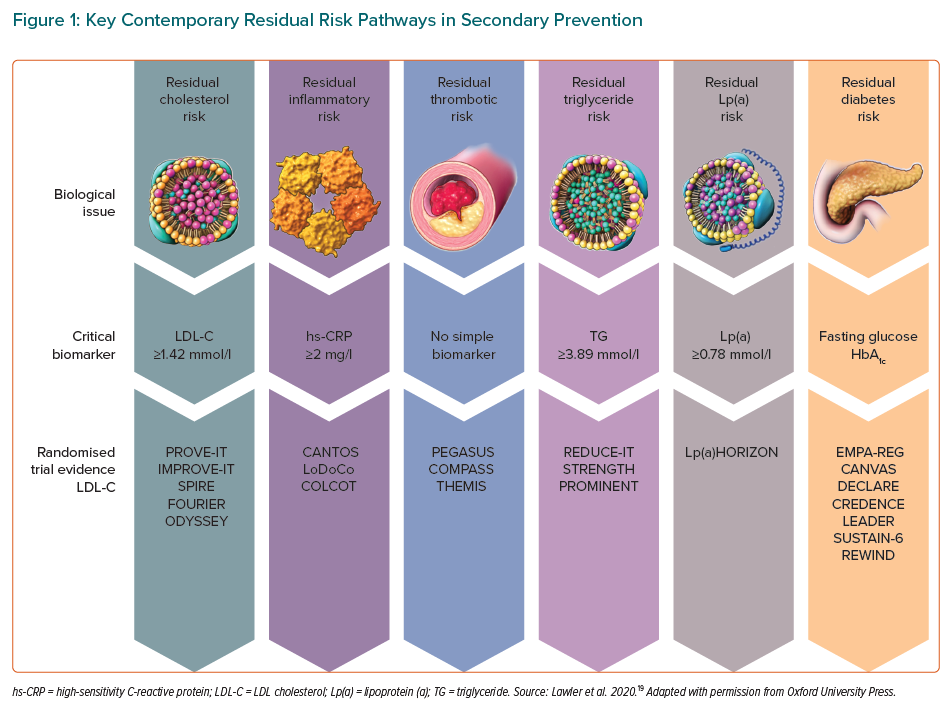 Figure 1: Key Contemporary Residual Risk Pathways in Secondary Prevention
Residual
cholesterol
risk
Residual
inflammatory
risk
Residual
thrombotic
risk
Residual
triglyceride
risk
Residual
Lp(a)
risk
Residual
diabetes
risk
Biological
issue
Critical
biomarker
LDL-C
≥1.42 mmol/l
hs-CRP
≥2 mg/l
No simple
biomarker
TG
≥3.89 mmol/l
Lp(a)
≥0.78 mmol/l
Fasting glucose
HbA1c
Randomised
trial evidence
LDL-C
PROVE-IT
IMPROVE-IT
SPIRE
FOURIER
ODYSSEY
CANTOS
LoDoCo
COLCOT
PEGASUS
COMPASS
THEMIS
REDUCE-IT
STRENGTH
PROMINENT
Lp(a)HORIZON
EMPA-REG
CANVAS
DECLARE
CREDENCE
LEADER
SUSTAIN-6
REWIND
hs-CRP = high-sensitivity C-reactive protein; LDL-C = LDL cholesterol; Lp(a) = lipoprotein (a); TG = triglyceride. Source: Lawler et al. 2020.19 Adapted with permission from Oxford University Press.